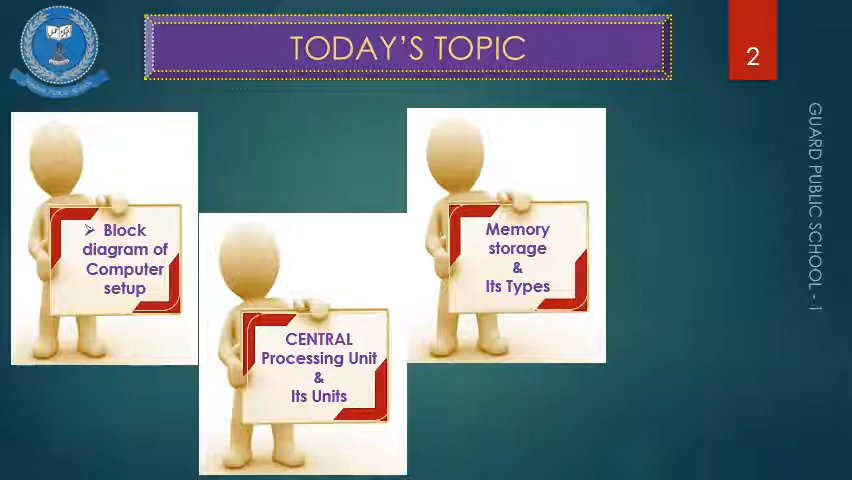 TODAY’S TOPIC
2
GUARD PUBLIC SCHOOL - 1
➢ Block
diagram of
Computer
setup
CENTRAL
Processing Unit
&
Its Units
Memory
storage
&
Its Types